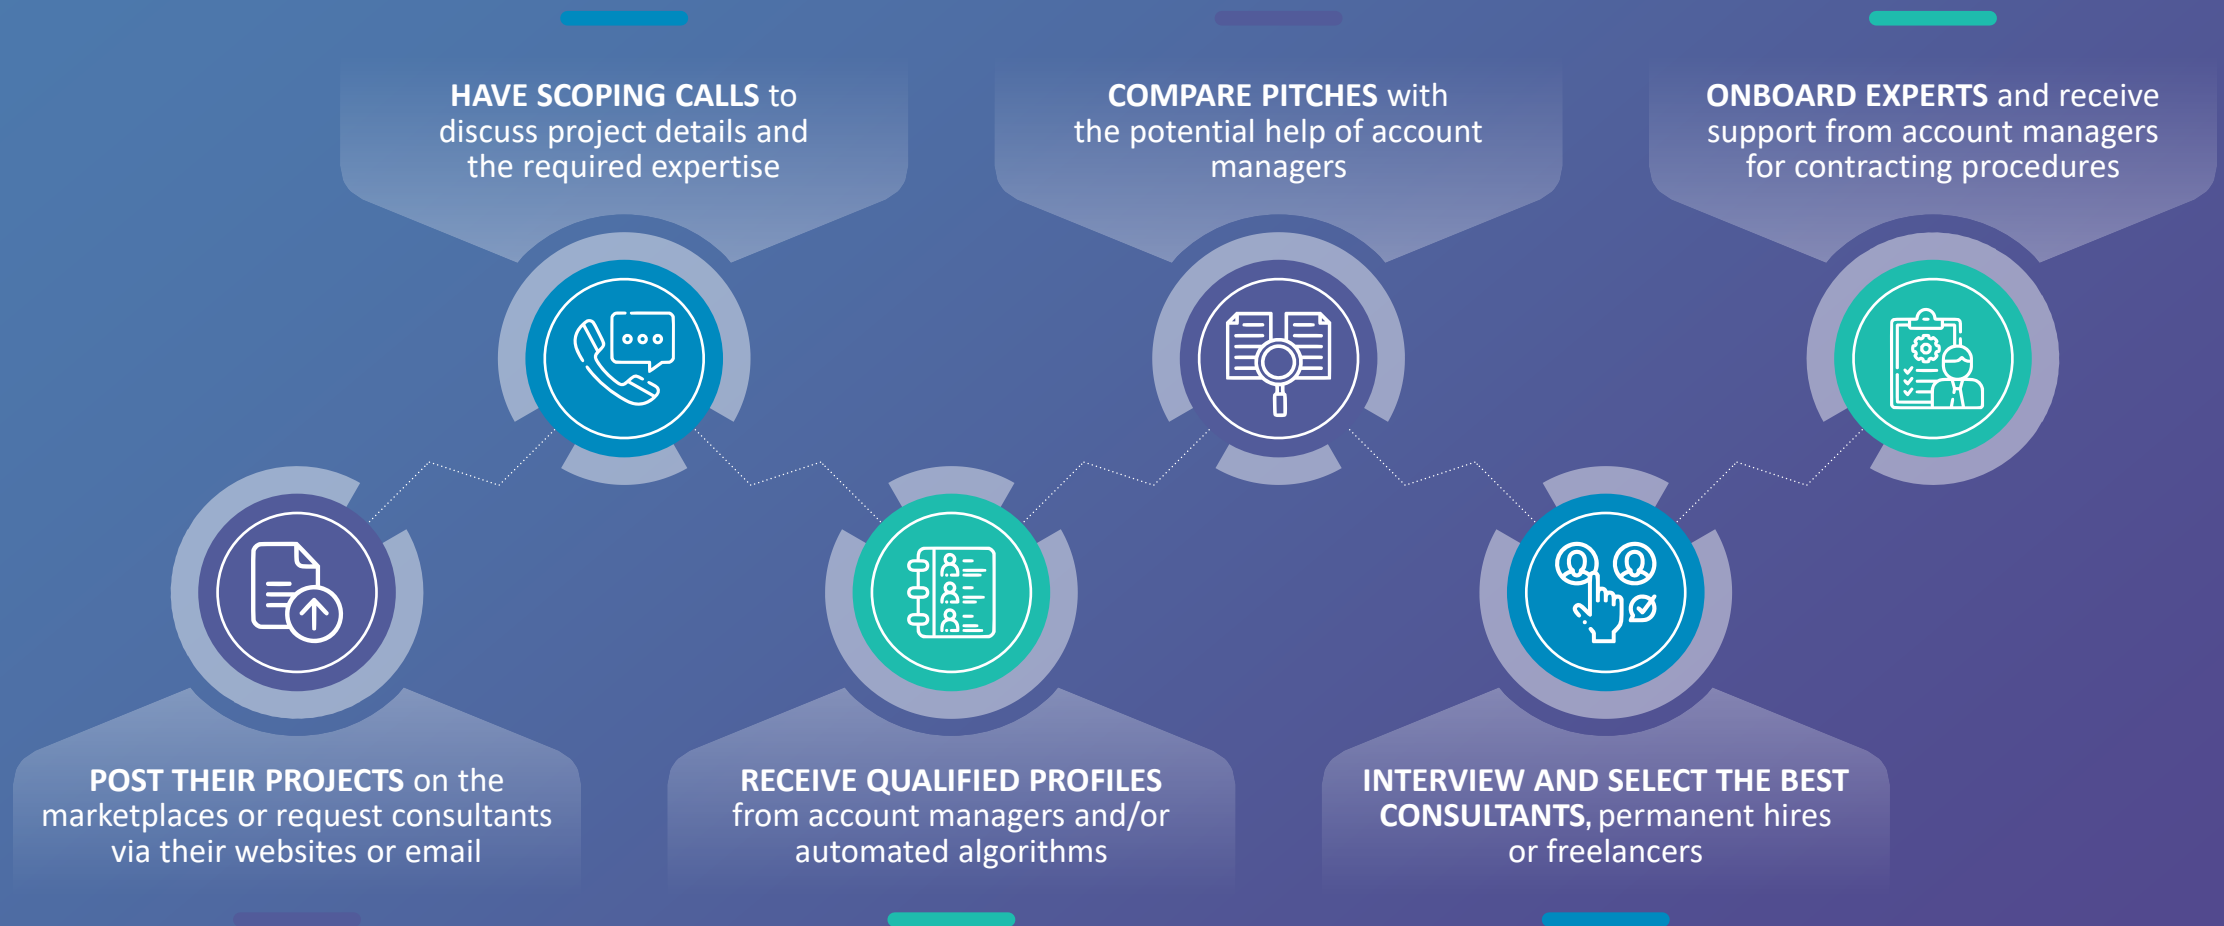 POST THEIR PROJECTS on the
marketplaces or request consultants
via their websites or email
HAVE SCOPING CALLS to
discuss project details and
the required expertise
RECEIVE QUALIFIED PROFILES
from account managers and/or
automated algorithms
COMPARE PITCHES with
the potential help of account
managers
INTERVIEW AND SELECT THE BEST
CONSULTANTS, permanent hires
or freelancers
ONBOARD EXPERTS and receive
support from account managers
for contracting procedures